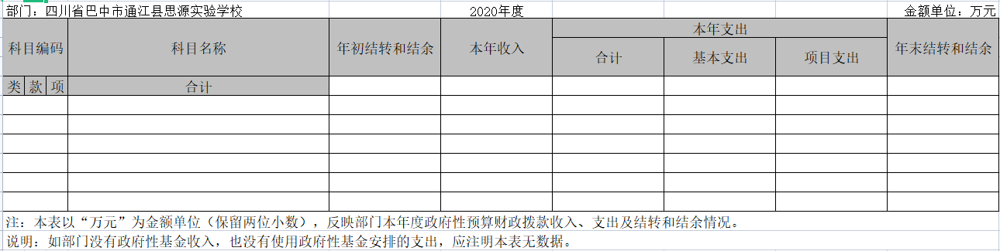 部门：四川省巴中市通江县思源实验学校 2020年度 金额单位：万元
科目编码 科目名称 年初结转和结余 本年收入 本年支出 年末结转和结余
合计 基本支出 项目支出
类 款 项 合计
注：本表以“万元”为金额单位（保留两位小数），反映部门本年度政府性预算财政拨款收入、支出及结转和结余情况。
说明：如部门没有政府性基金收入，也没有使用政府性基金安排的支出，应注明本表无数据。